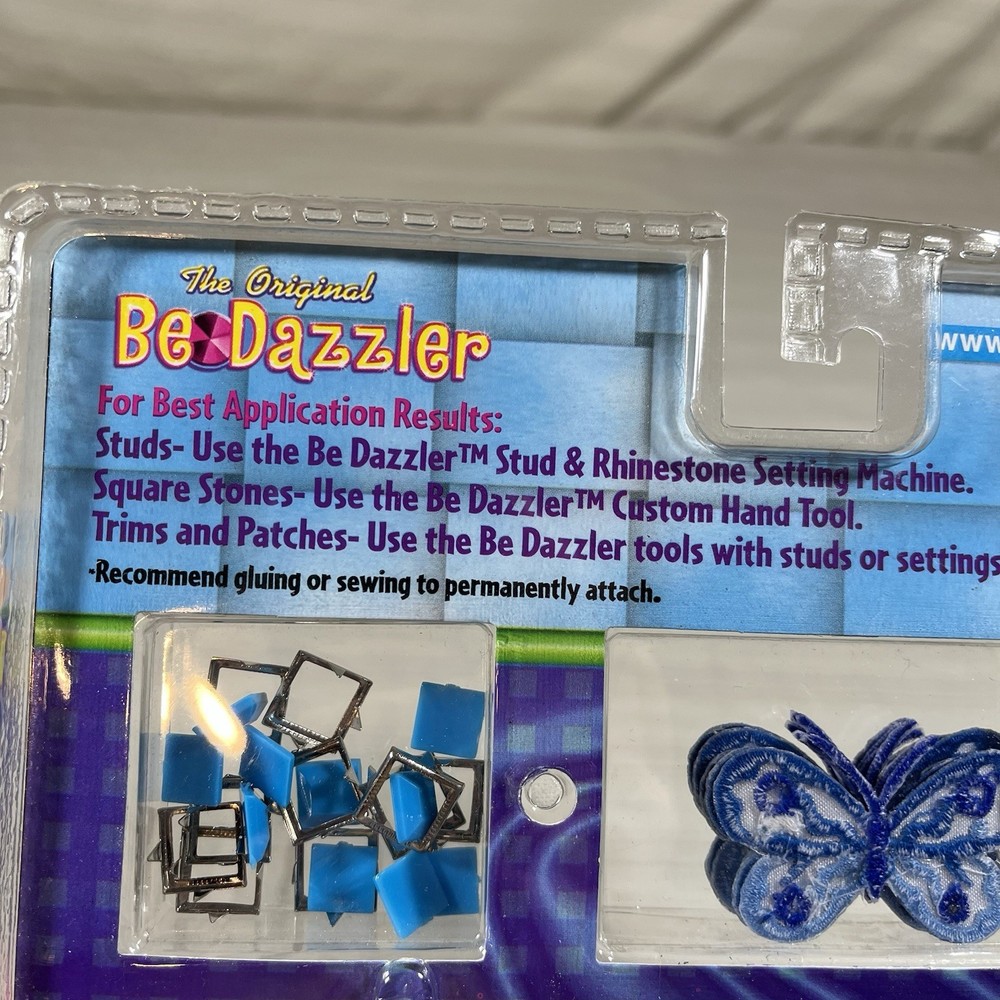 The Original
Be Dazzler
www
For Best Application Results:
Studs- Use the Be Dazzler™ Stud & Rhinestone Setting Machine.
Square Stones- Use the Be Dazzler™ Custom Hand Tool.
Trims and Patches- Use the Be Dazzler tools with studs or settings
-Recommend gluing or sewing to permanently attach.